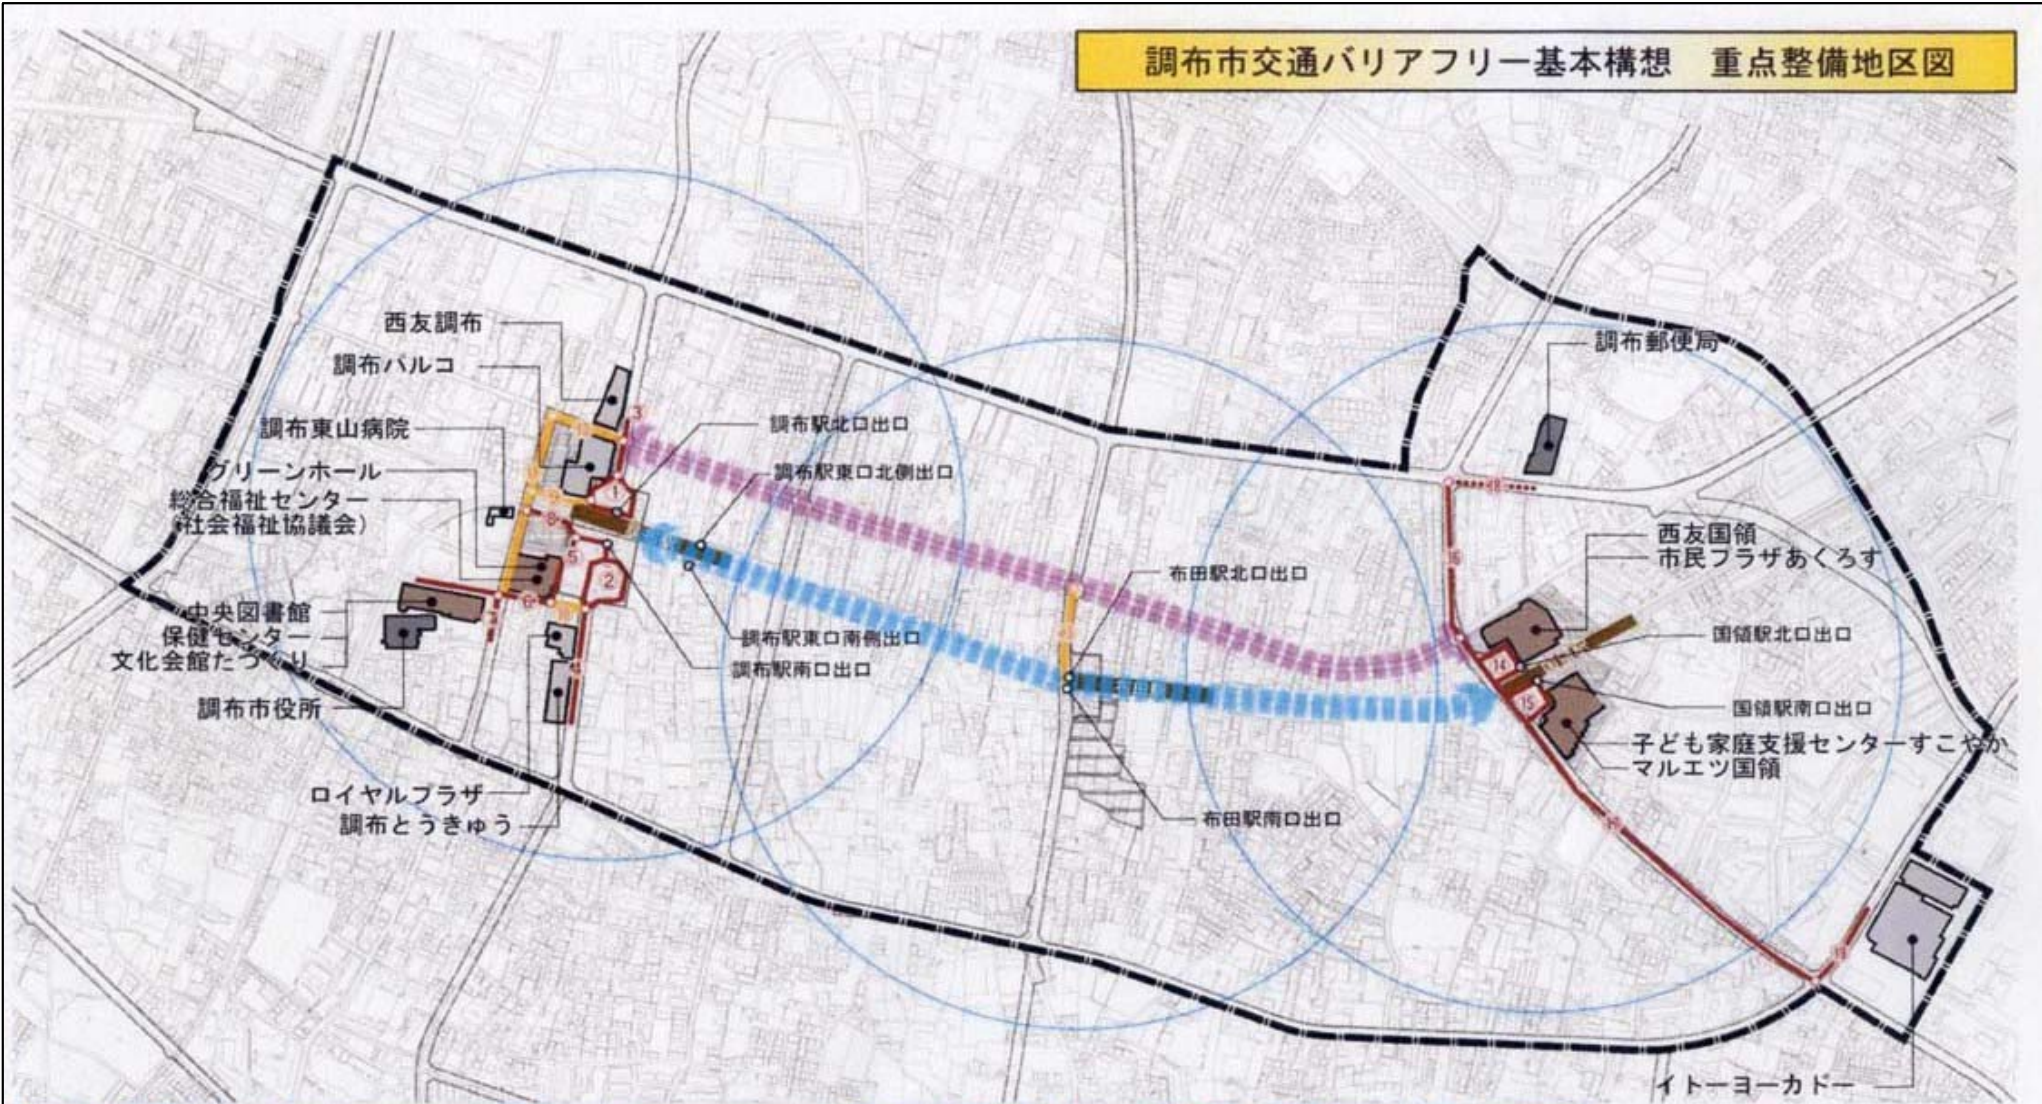 調布市交通バリアフリー基本構想 重点整備地区図
西友調布
調布パルコ
調布東山病院
グリーンホール
総合福祉センター
(社会福祉協議会)
中央図書館
保健センター
文化会館たづくり
調布市役所
ロイヤルプラザ
調布とうきゅう
3
1
5
2
6
調布駅北口出口
調布駅東口北側出口
調布駅東口南側出口
調布駅南口出口
布田駅北口出口
布田駅南口出口
調布郵便局
西友国領
市民プラザあくろす
国領駅北口出口
14
15
国領駅南口出口
子ども家庭支援センターすこやか
マルエツ国領
イトーヨーカドー